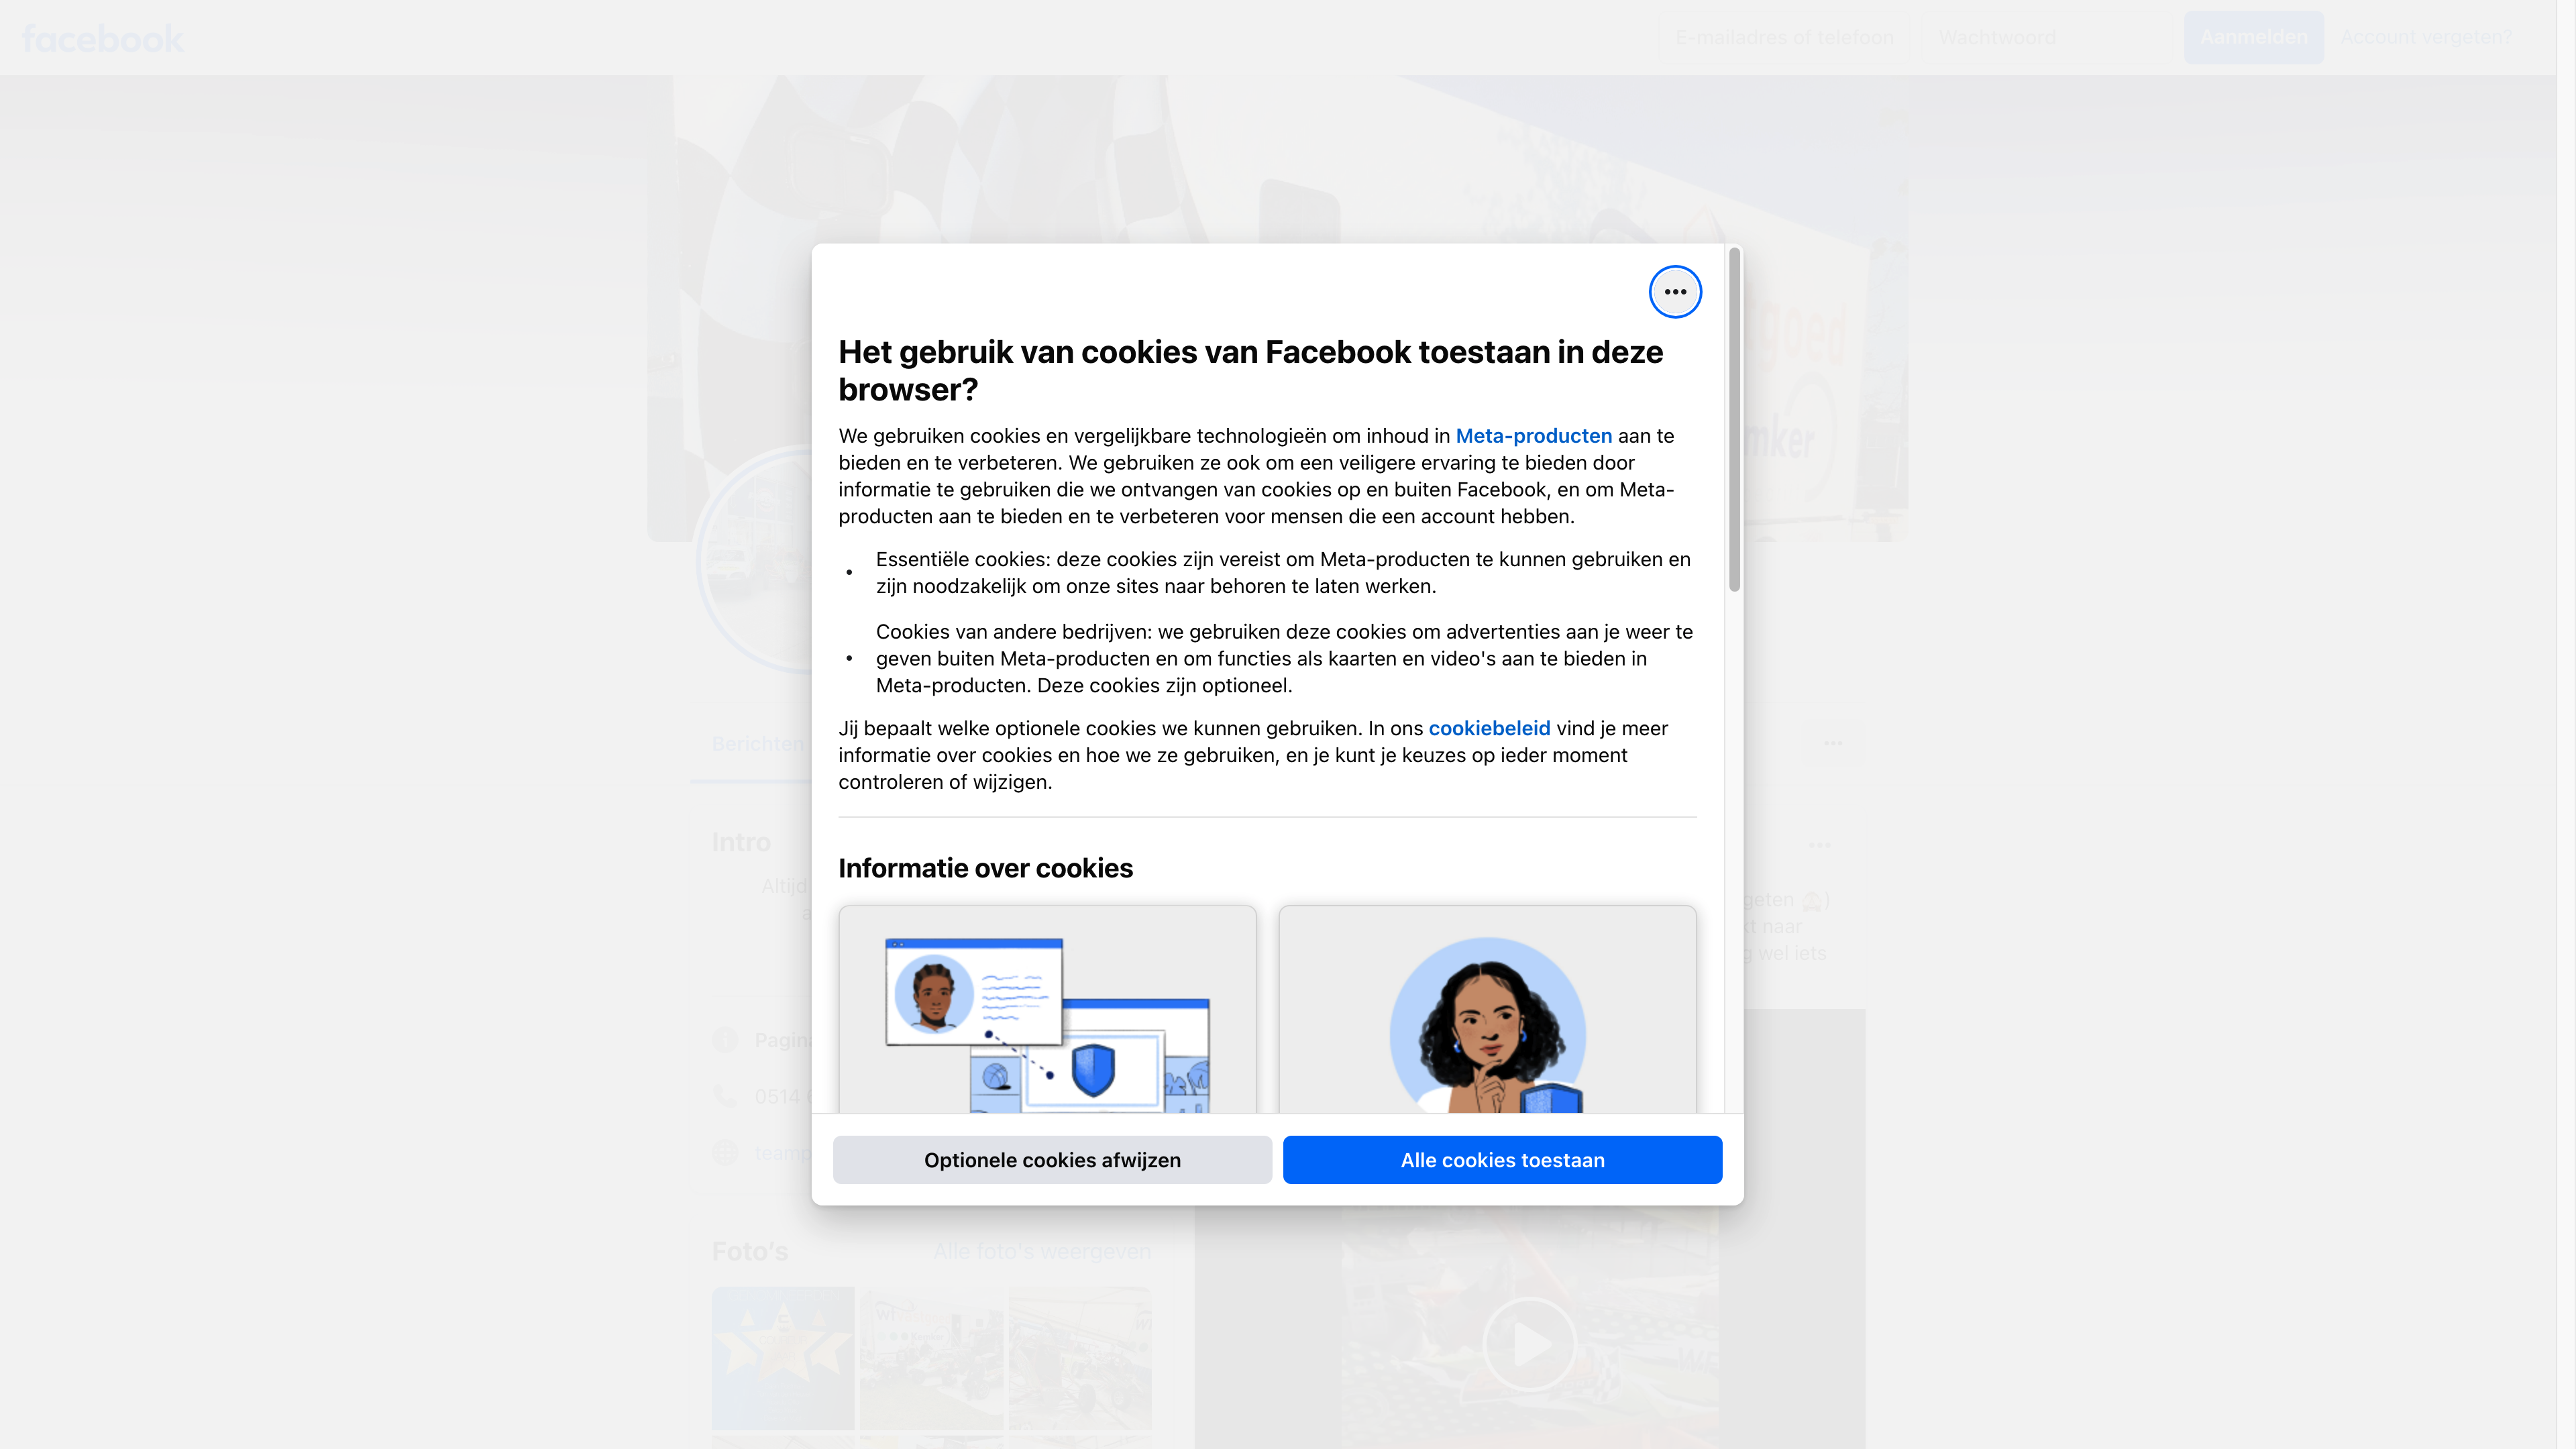 facebook
E-mailadres of telefoon
Wachtwoord
Aanmelden
Account vergeten?
Het gebruik van cookies van Facebook toestaan in deze
browser?
We gebruiken cookies en vergelijkbare technologieën om inhoud in Meta-producten aan te
bieden en te verbeteren. We gebruiken ze ook om een veiligere ervaring te bieden door
informatie te gebruiken die we ontvangen van cookies op en buiten Facebook, en om Meta-
producten aan te bieden en te verbeteren voor mensen die een account hebben.
• Essentiële cookies: deze cookies zijn vereist om Meta-producten te kunnen gebruiken en
zijn noodzakelijk om onze sites naar behoren te laten werken.
• Cookies van andere bedrijven: we gebruiken deze cookies om advertenties aan je weer te
geven buiten Meta-producten en om functies als kaarten en video's aan te bieden in
Meta-producten. Deze cookies zijn optioneel.
Jij bepaalt welke optionele cookies we kunnen gebruiken. In ons cookiebeleid vind je meer
informatie over cookies en hoe we ze gebruiken, en je kunt je keuzes op ieder moment
controleren of wijzigen.
Informatie over cookies
Optionele cookies afwijzen
Alle cookies toestaan
Berichten
Intro
Altijd
0514
naar
wel iets
Foto's
Alle foto's weergeven